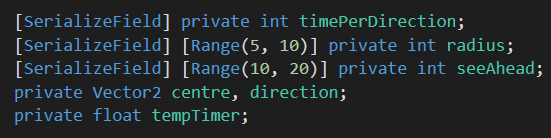 [SerializeField] private int timePerDirection;
[SerializeField] [Range(5, 10)] private int radius;
[SerializeField] [Range(10, 20)] private int seeAhead;
private Vector2 centre, direction;
private float tempTimer;